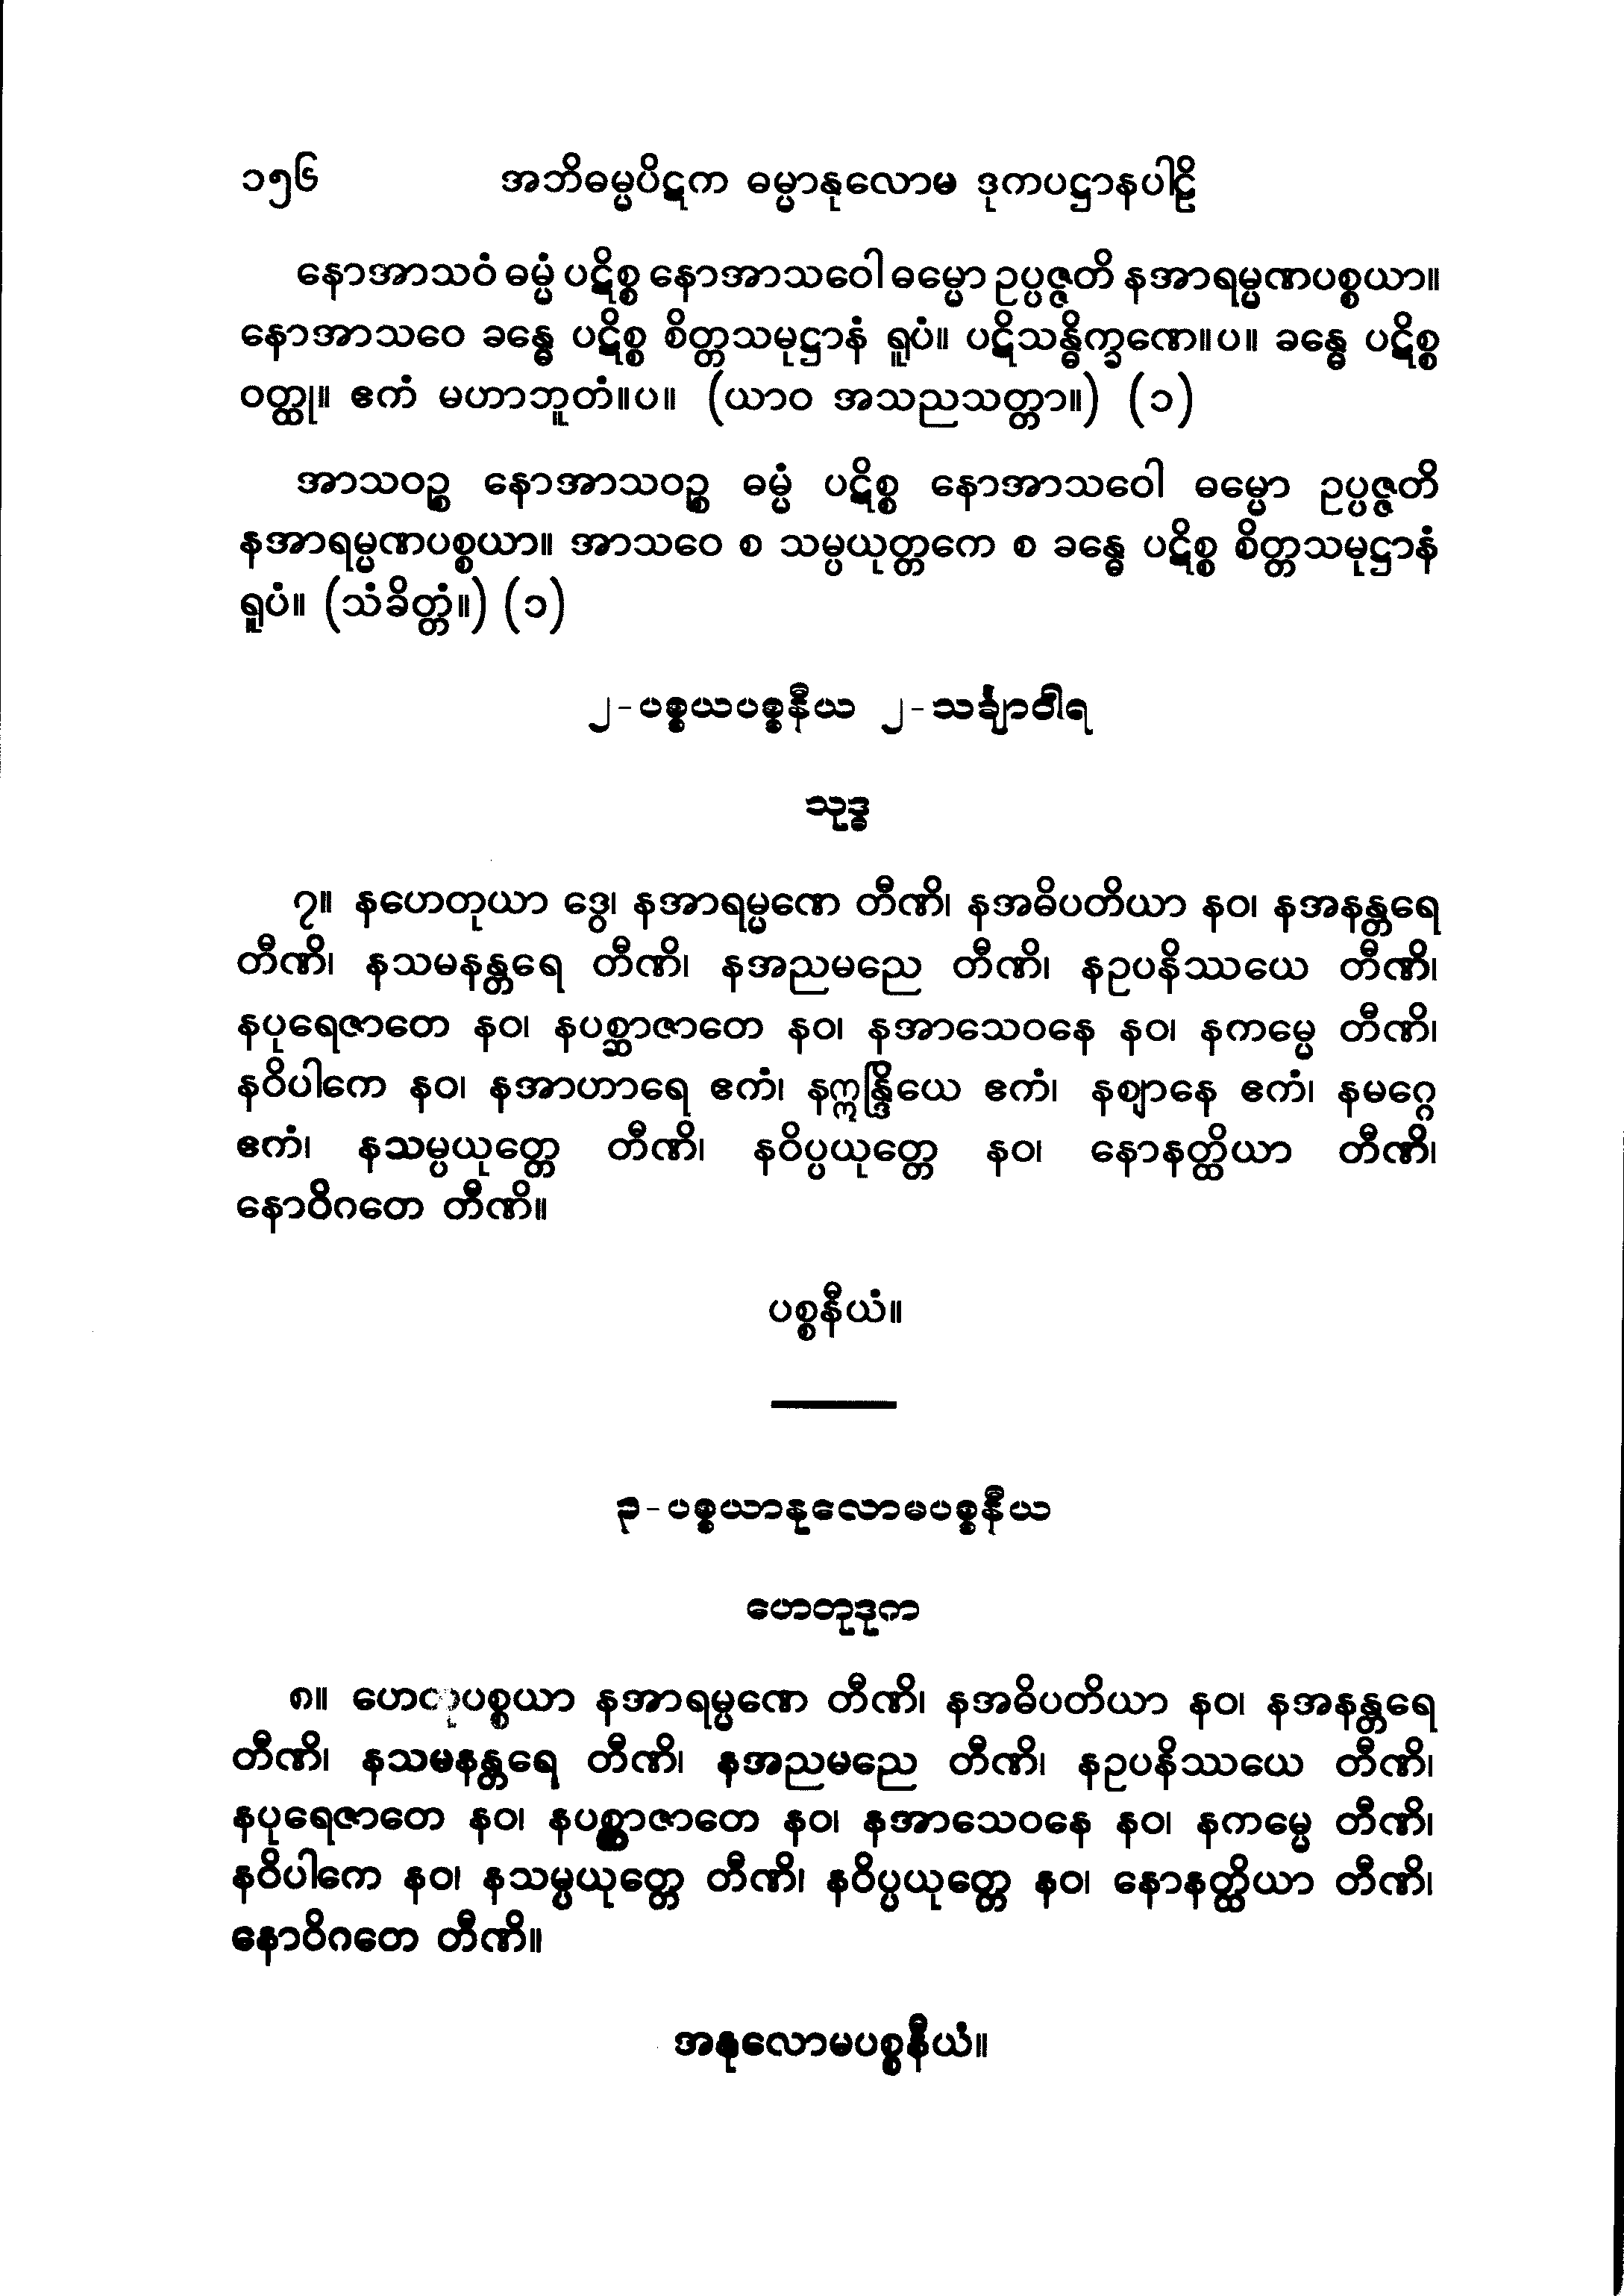 ၁၅၆ အဘိဓမ္မပိဋက ဓမ္မာနုလောမ ဒုကပဋ္ဌာနပါဠိ
နောအာသဝံ ဓမ္မံ ပဋိစ္စ နောအာသဝေါ ဓမ္မော ဥပ္ပဇ္ဇတိ နအာရမ္မဏပစ္စယာ။
နောအာသဝေ ခန္ဓေ ပဋိစ္စ စိတ္တသမုဋ္ဌာနံ ရူပံ။ ပဋိသန္ဓိက္ခဏေ။ပ။ ခန္ဓေ ပဋိစ္စ
ဝတ္ထု။ ဧကံ မဟာဘူတံ။ပ။ (ယာဝ အသညသတ္တာ။) (၁)
အာသဝဉ္စ နောအာသဝဉ္စ ဓမ္မံ ပဋိစ္စ နောအာသဝေါ ဓမ္မော ဥပ္ပဇ္ဇတိ
နအာရမ္မဏပစ္စယာ။ အာသဝေ စ သမ္ပယုတ္တကေ စ ခန္ဓေ ပဋိစ္စ စိတ္တသမုဋ္ဌာနံ
ရူပံ။ (သံခိတ္တံ။) (၁)
၂-ပစ္စယပစ္စနီယ ၂-သင်္ချာဝါရ
သုဒ္ဓ
၇။ နဟေတုယာ ဒွေ၊ နအာရမ္မဏေ တီဏိ၊ နအဓိပတိယာ နဝ၊ နအနန္တရေ
တီဏိ၊ နသမနန္တရေ တီဏိ၊ နအညမညေ တီဏိ၊ နဥပနိဿယေ တီဏိ၊
နပုရေဇာတေ နဝ၊ နပစ္ဆာဇာတေ နဝ၊ နအာသေဝနေ နဝ၊ နကမ္မေ တီဏိ၊
နဝိပါကေ နဝ၊ နအာဟာရေ ဧကံ၊ နဣန္ဒြိယေ ဧကံ၊ နဈာနေ ဧကံ၊ နမဂ္ဂေ
ဧကံ၊ နသမ္ပယုတ္တေ တီဏိ၊ နဝိပ္ပယုတ္တေ နဝ၊ နောနတ္ထိယာ တီဏိ၊
နောဝိဂတေ တီဏိ။
ပစ္စနီယံ။
၃-ပစ္စယာနုလောမပစ္စနီယ
ဟေတုဒုက
၈။ ဟေတုပစ္စယာ နအာရမ္မဏေ တီဏိ၊ နအဓိပတိယာ နဝ၊ နအနန္တရေ
တီဏိ၊ နသမနန္တရေ တီဏိ၊ နအညမညေ တီဏိ၊ နဥပနိဿယေ တီဏိ၊
နပုရေဇာတေ နဝ၊ နပစ္ဆာဇာတေ နဝ၊ နအာသေဝနေ နဝ၊ နကမ္မေ တီဏိ၊
နဝိပါကေ နဝ၊ နသမ္ပယုတ္တေ တီဏိ၊ နဝိပ္ပယုတ္တေ နဝ၊ နောနတ္ထိယာ တီဏိ၊
နောဝိဂတေ တီဏိ။
အနုလောမပစ္စနီယံ။